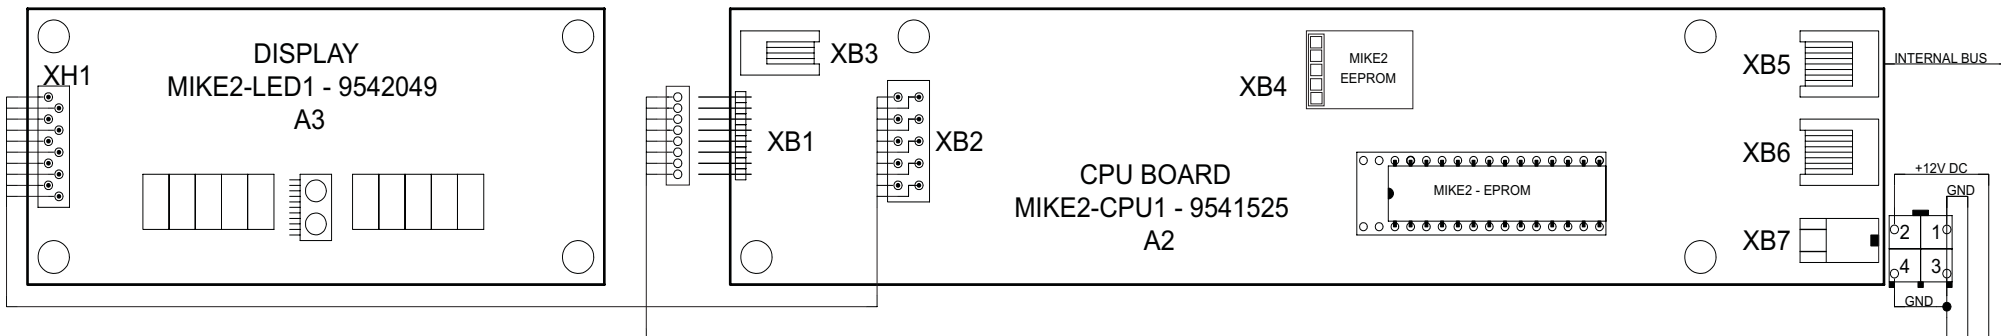 DISPLAY
MIKE2-LED1 - 9542049
A3
XH1
XB3
XB1
XB2
CPU BOARD
MIKE2-CPU1 - 9541525
A2
XB4
MIKE2
EEPROM
MIKE2 - EPROM
XB5
INTERNAL BUS
XB6
+12V DC
GND
XB7
2 1
4 3
GND